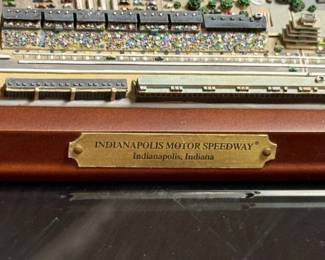 INDIANAPOLIS MOTOR SPEEDWAY®
Indianapolis, Indiana